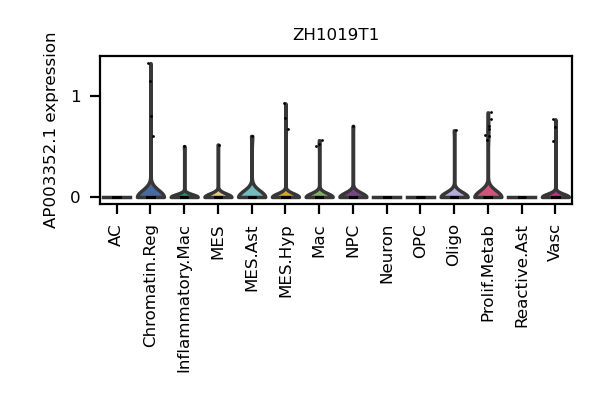 ZH1019T1
AP003352.1 expression
1
0
AC
Chromatin.Reg
Inflammatory.Mac
MES
MES.Ast
MES.Hyp
Mac
NPC
Neuron
OPC
Oligo
Prolif.Metab
Reactive.Ast
Vasc